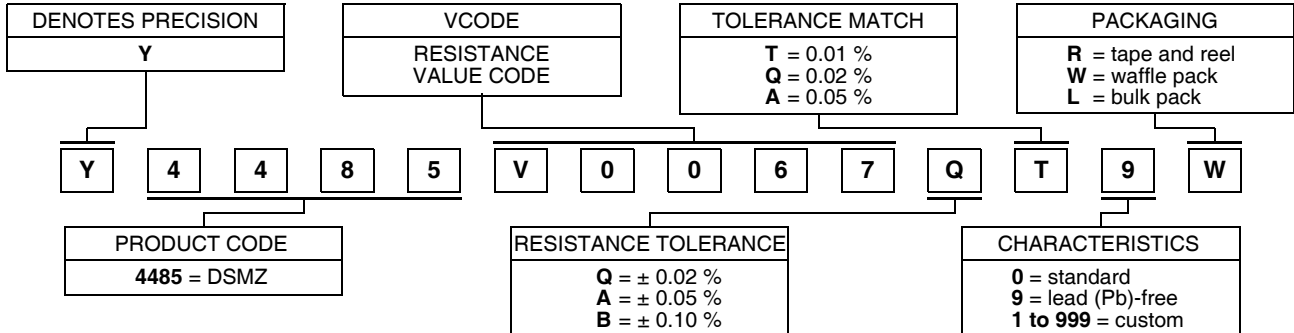 DENOTES PRECISION
Y
VCODE
RESISTANCE
VALUE CODE
TOLERANCE MATCH
T = 0.01 %
Q = 0.02 %
A = 0.05 %
PACKAGING
R = tape and reel
W = waffle pack
L = bulk pack
Y 4 4 8 5 V 0 0 6 7 Q T 9 W
PRODUCT CODE
4485 = DSMZ
RESISTANCE TOLERANCE
Q = ± 0.02 %
A = ± 0.05 %
B = ± 0.10 %
CHARACTERISTICS
0 = standard
9 = lead (Pb)-free
1 to 999 = custom